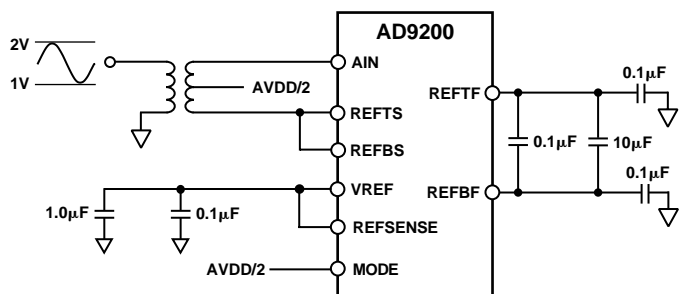 AD9200
2V
1V
AIN
AVDD/2
REFTS
REFBS
VREF
1.0μF
0.1μF
REFSENSE
AVDD/2
MODE
REFTF
0.1μF
0.1μF
10μF
0.1μF
REFBF